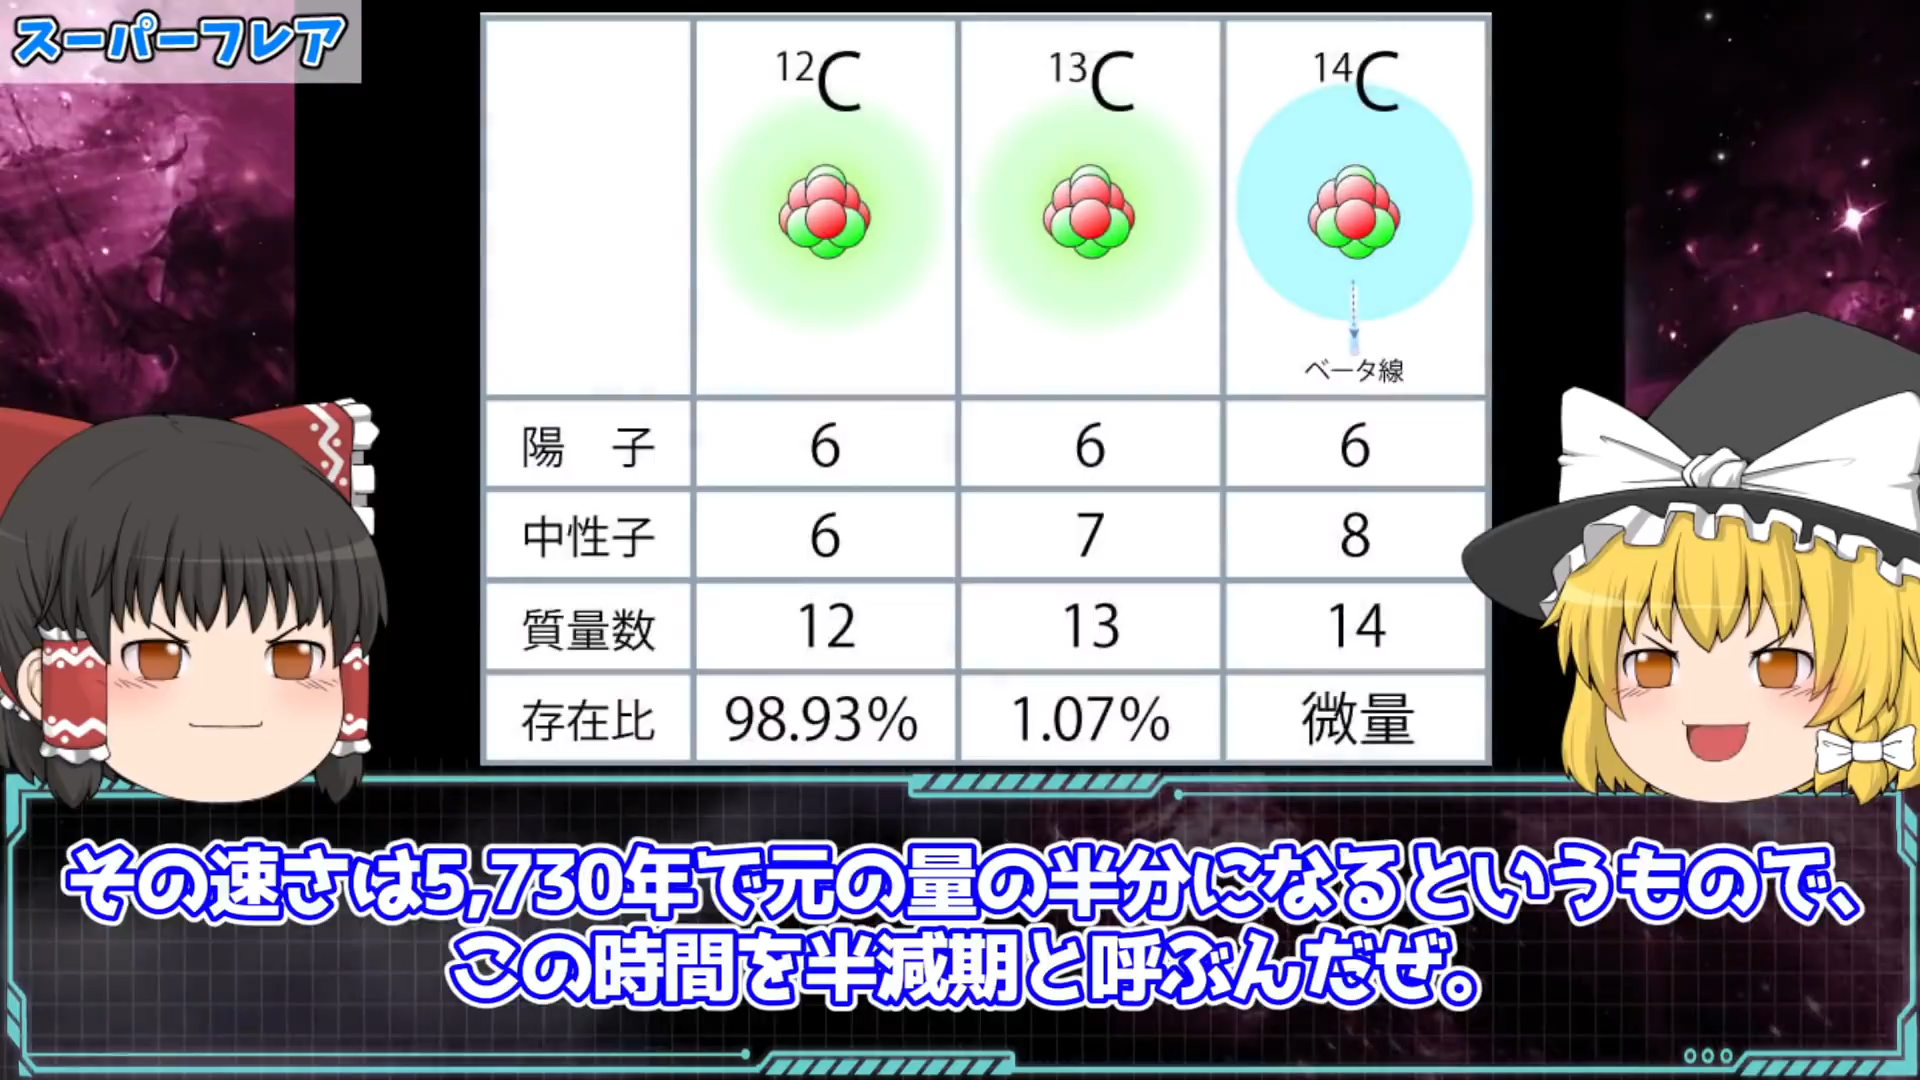 スーパーフレア
12C 13C 14C
ベータ線
陽　子 6 6 6
中性子 6 7 8
質量数 12 13 14
存在比 98.93% 1.07% 微量
その速さは5,730年で元の量の半分になるというもので、
この時間を半減期と呼ぶんだぜ。